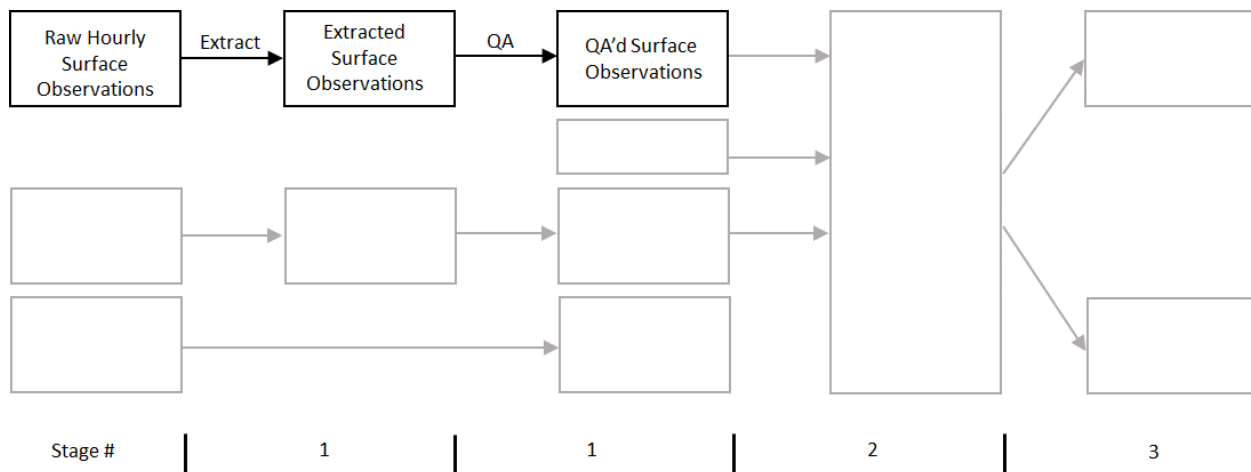 Raw Hourly
Surface
Observations
Extract
Extracted
Surface
Observations
QA
QA'd Surface
Observations
Stage #
1
1
2
3